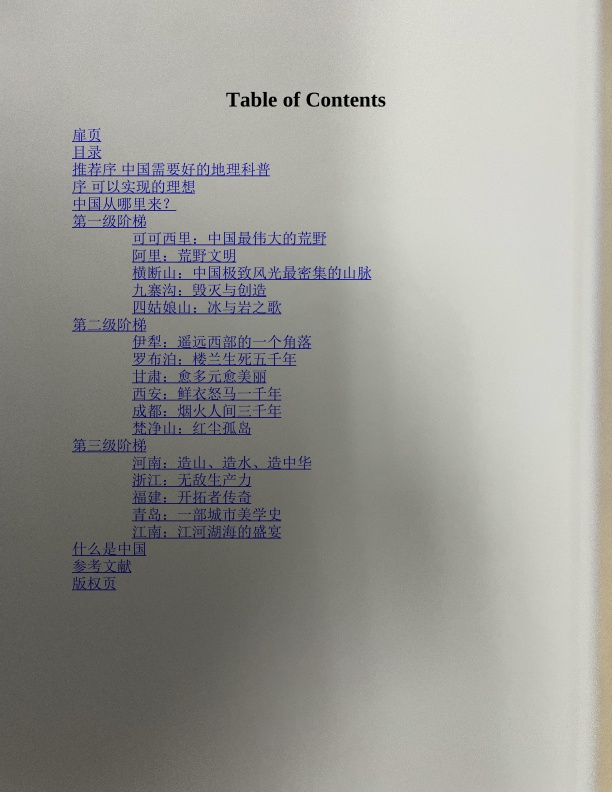 Table of Contents
扉页
目录
推荐序 中国需要好的地理科普
序 可以实现的理想
中国从哪里来？
第一级阶梯
可可西里：中国最伟大的荒野
阿里：荒野文明
横断山：中国极致风光最密集的山脉
九寨沟：毁灭与创造
四姑娘山：冰与岩之歌
第二级阶梯
伊犁：遥远西部的一个角落
罗布泊：楼兰生死五千年
甘肃：愈多元愈美丽
西安：鲜衣怒马一千年
成都：烟火人间三千年
梵净山：红尘孤岛
第三级阶梯
河南：造山、造水、造中华
浙江：无敌生产力
福建：开拓者传奇
青岛：一部城市美学史
江南：江河湖海的盛宴
什么是中国
参考文献
版权页